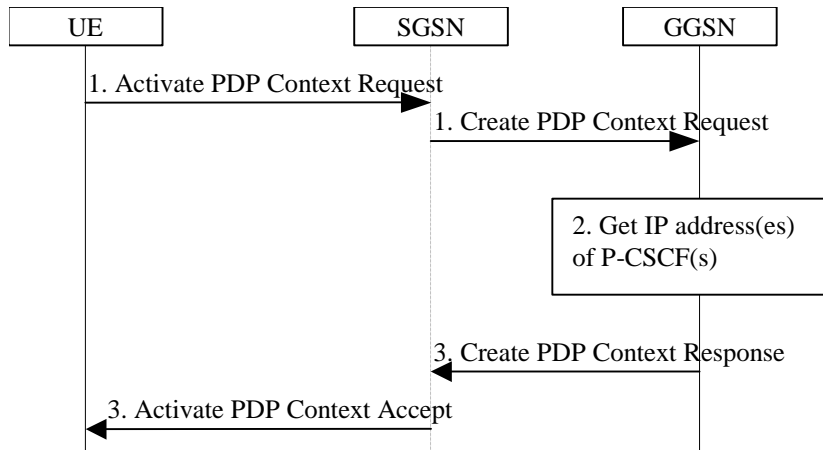 UE
SGSN
GGSN
1. Activate PDP Context Request
1. Create PDP Context Request
2. Get IP address(es)
of P-CSCF(s)
3. Create PDP Context Response
3. Activate PDP Context Accept